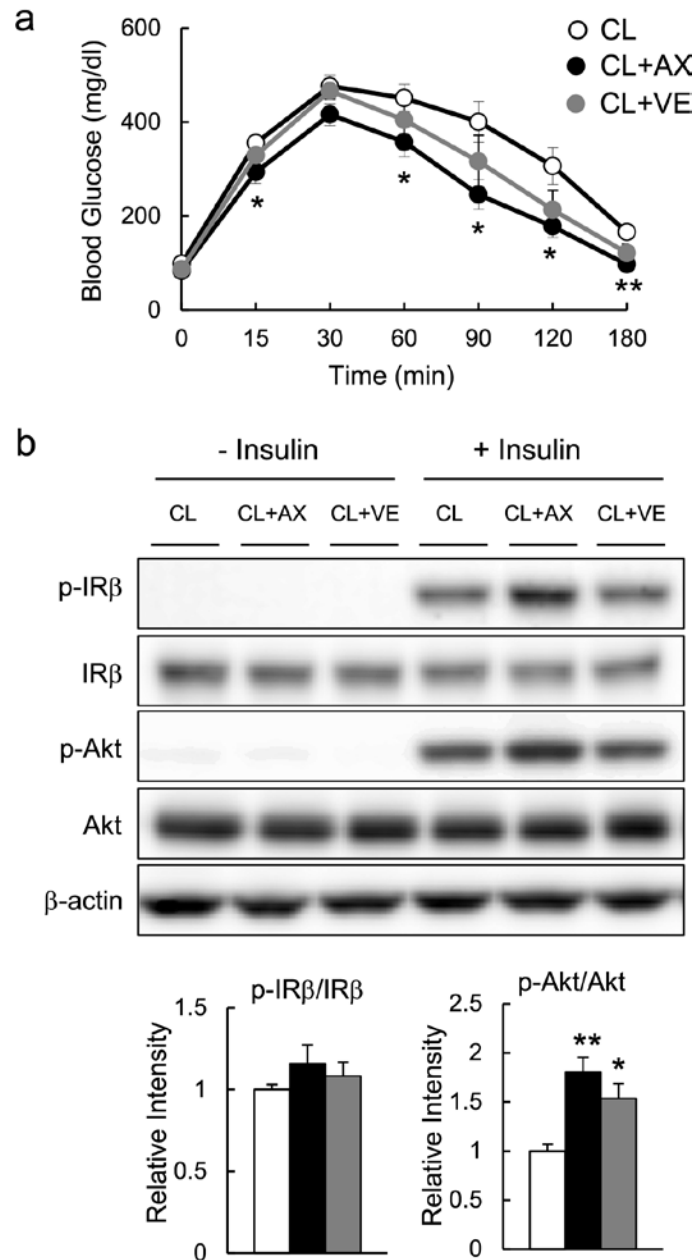 a
600
400
200
0
Blood Glucose (mg/dl)
CL
CL+AX
CL+VE
*
*
*
*
**
0 15 30 60 90 120 180
Time (min)
b
- Insulin + Insulin
CL CL+AX CL+VE CL CL+AX CL+VE
p-IRβ
IRβ
p-Akt
Akt
β-actin
p-IRβ/IRβ
Relative Intensity
1.5
1
0.5
0
p-Akt/Akt
Relative Intensity
2.5
2
1.5
1
0.5
0
** *